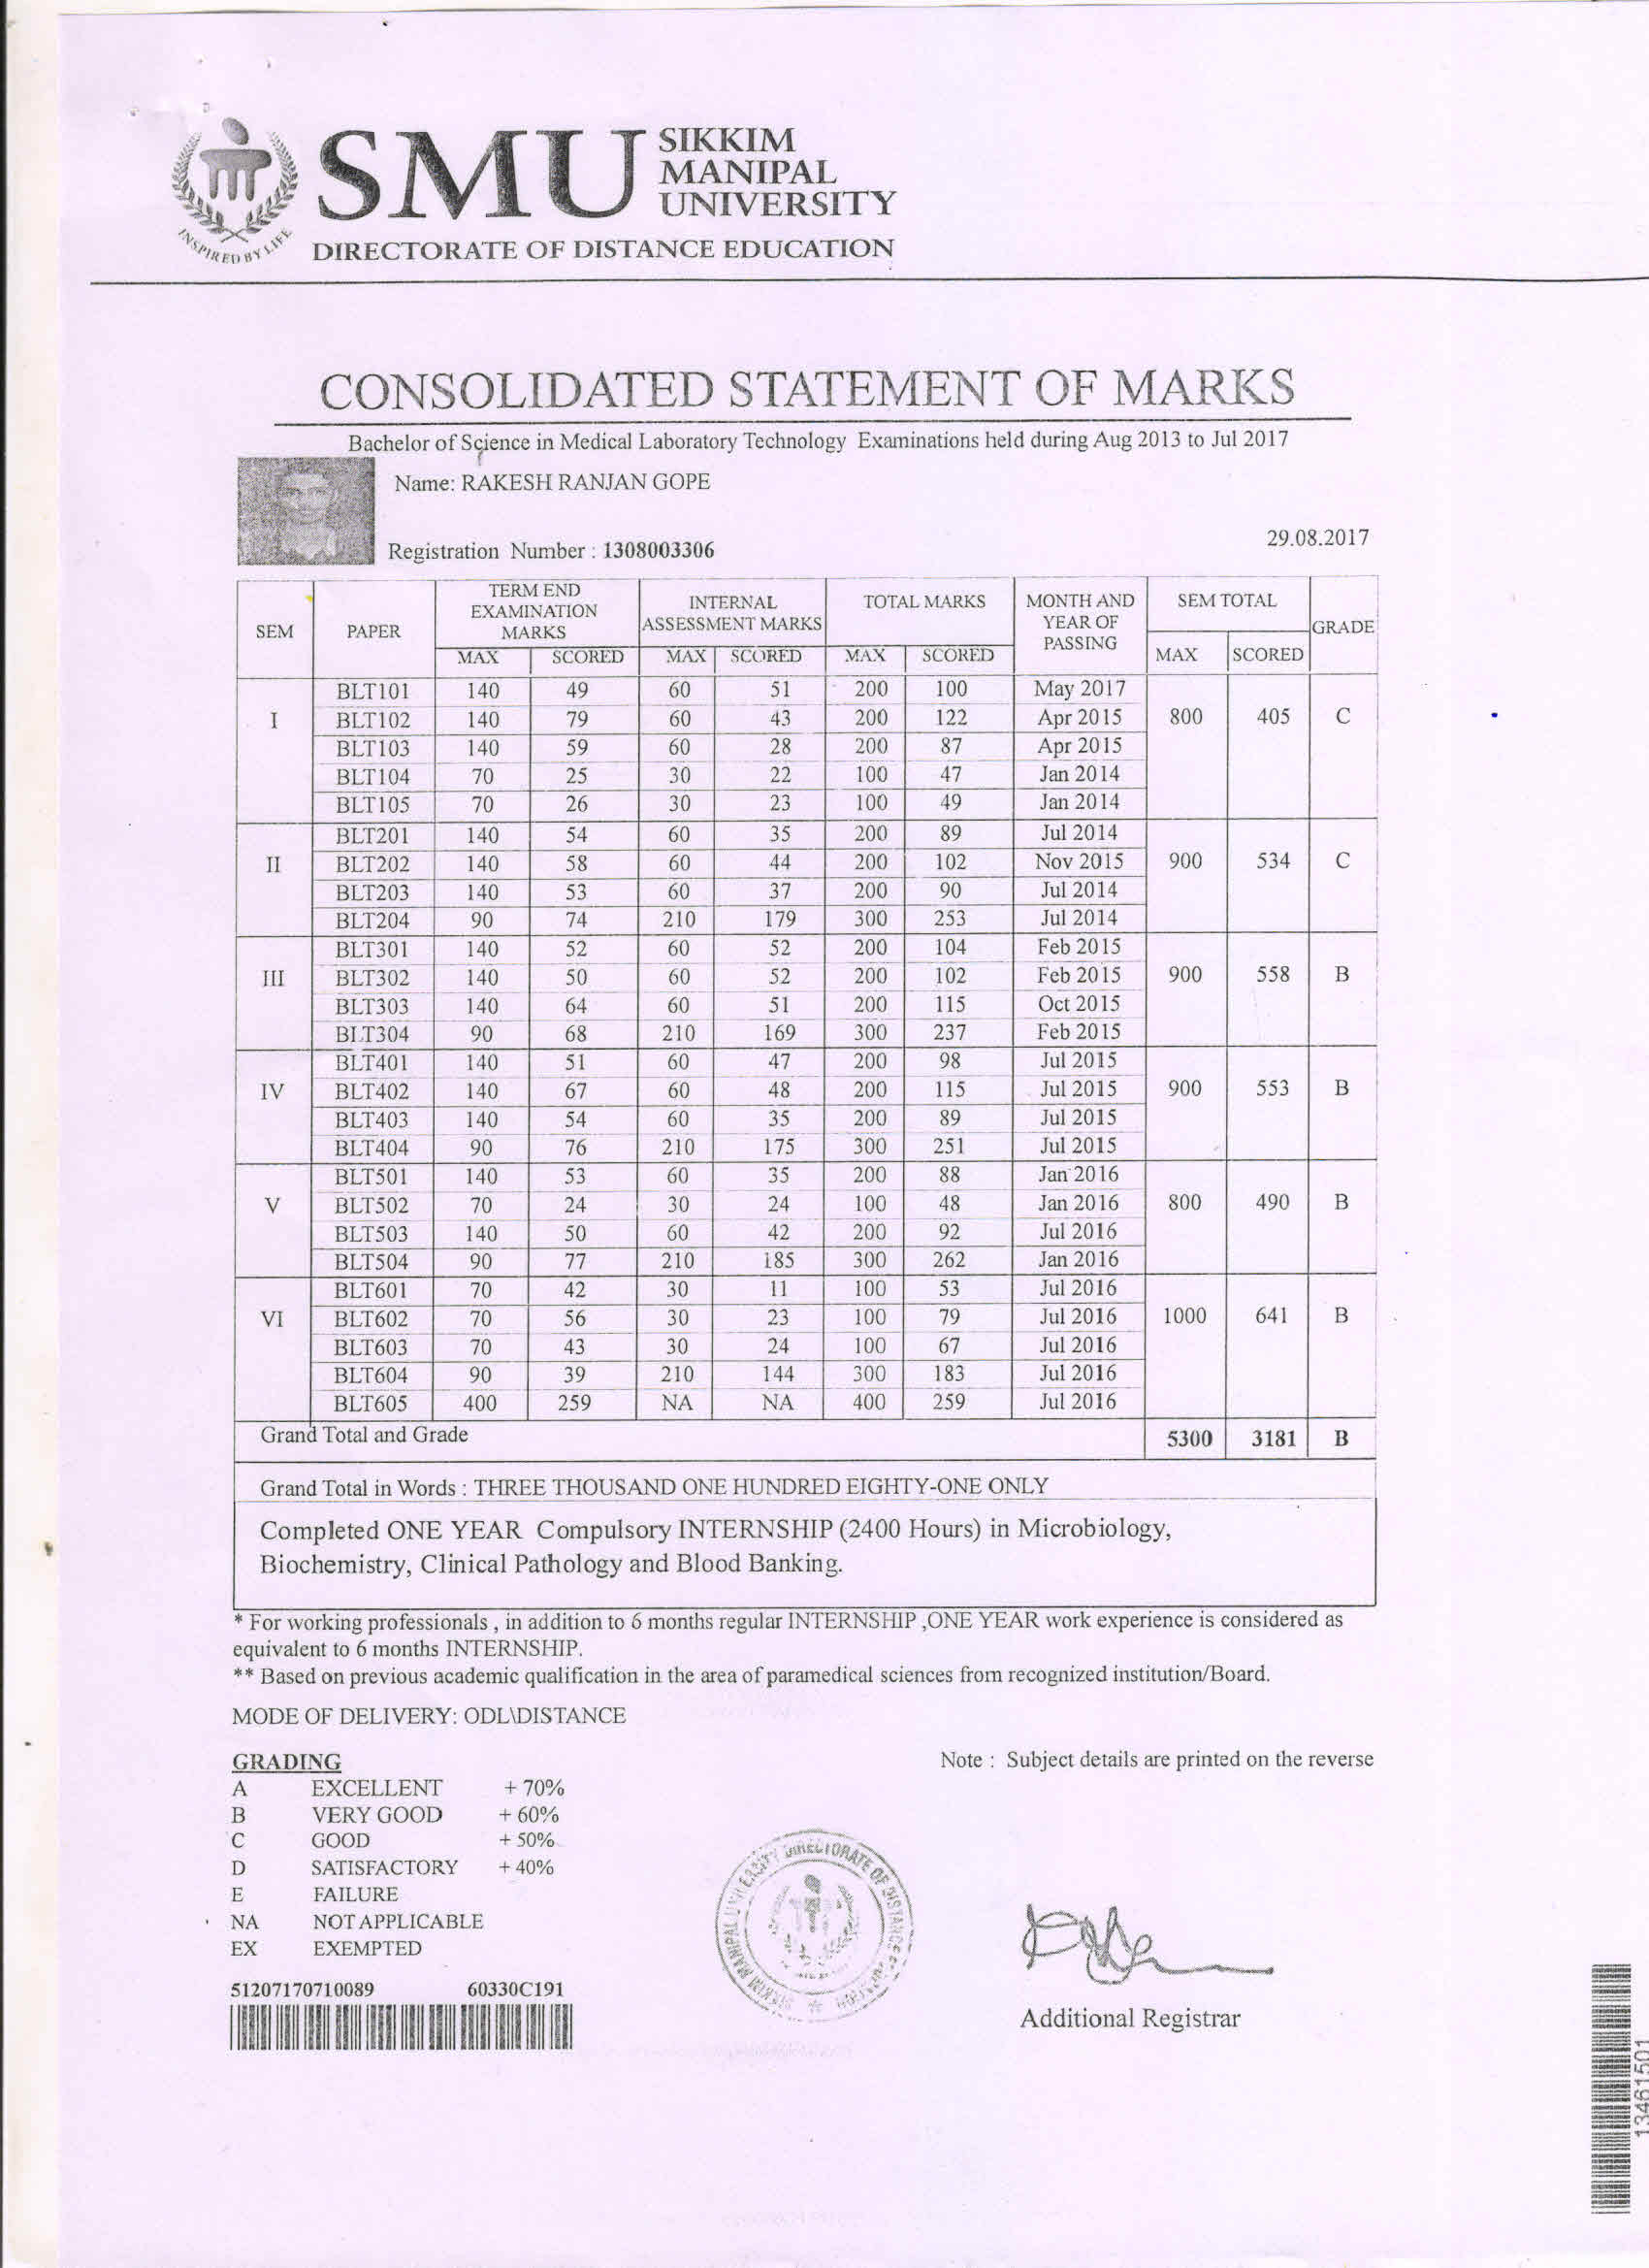 SMU SIKKIM
MANIPAL
UNIVERSITY
INSPIRED BY LIFE
DIRECTORATE OF DISTANCE EDUCATION
CONSOLIDATED STATEMENT OF MARKS
Bachelor of Science in Medical Laboratory Technology Examinations held during Aug 2013 to Jul 2017
Name: RAKESH RANJAN GOPE
29.08.2017
Registration Number : 1308003306
SEM PAPER TERM END EXAMINATION MARKS INTERNAL ASSESSMENT MARKS TOTAL MARKS MONTH AND YEAR OF PASSING SEM TOTAL GRADE
MAX SCORED MAX SCORED MAX SCORED MAX SCORED
BLT101 140 49 60 51 200 100 May 2017
I BLT102 140 79 60 43 200 122 Apr 2015 800 405 C
BLT103 140 59 60 28 200 87 Apr 2015
BLT104 70 25 30 22 100 47 Jan 2014
BLT105 70 26 30 23 100 49 Jan 2014
BLT201 140 54 60 35 200 89 Jul 2014
II BLT202 140 58 60 44 200 102 Nov 2015 900 534 C
BLT203 140 53 60 37 200 90 Jul 2014
BLT204 90 74 210 179 300 253 Jul 2014
BLT301 140 52 60 52 200 104 Feb 2015
III BLT302 140 50 60 52 200 102 Feb 2015 900 558 B
BLT303 140 64 60 51 200 115 Oct 2015
BLT304 90 68 210 169 300 237 Feb 2015
BLT401 140 51 60 47 200 98 Jul 2015
IV BLT402 140 67 60 48 200 115 Jul 2015 900 553 B
BLT403 140 54 60 35 200 89 Jul 2015
BLT404 90 76 210 175 300 251 Jul 2015
BLT501 140 53 60 35 200 88 Jan 2016
V BLT502 70 24 30 24 100 48 Jan 2016 800 490 B
BLT503 140 50 60 42 200 92 Jul 2016
BLT504 90 77 210 185 300 262 Jan 2016
BLT601 70 42 30 11 100 53 Jul 2016
VI BLT602 70 56 30 23 100 79 Jul 2016 1000 641 B
BLT603 70 43 30 24 100 67 Jul 2016
BLT604 90 39 210 144 300 183 Jul 2016
BLT605 400 259 NA NA 400 259 Jul 2016
Grand Total and Grade 5300 3181 B
Grand Total in Words : THREE THOUSAND ONE HUNDRED EIGHTY-ONE ONLY
Completed ONE YEAR Compulsory INTERNSHIP (2400 Hours) in Microbiology,
Biochemistry, Clinical Pathology and Blood Banking.
* For working professionals , in addition to 6 months regular INTERNSHIP ,ONE YEAR work experience is considered as
equivalent to 6 months INTERNSHIP.
** Based on previous academic qualification in the area of paramedical sciences from recognized institution/Board.
MODE OF DELIVERY: ODL\DISTANCE
GRADING
Note : Subject details are printed on the reverse
A EXCELLENT + 70%
B VERY GOOD + 60%
C GOOD + 50%
D SATISFACTORY + 40%
E FAILURE
NA NOT APPLICABLE
EX EXEMPTED
SIKKIM MANIPAL UNIVERSITY DIRECTORATE OF DISTANCE EDUCATION
51207170710089 60330C191
Additional Registrar
13461501